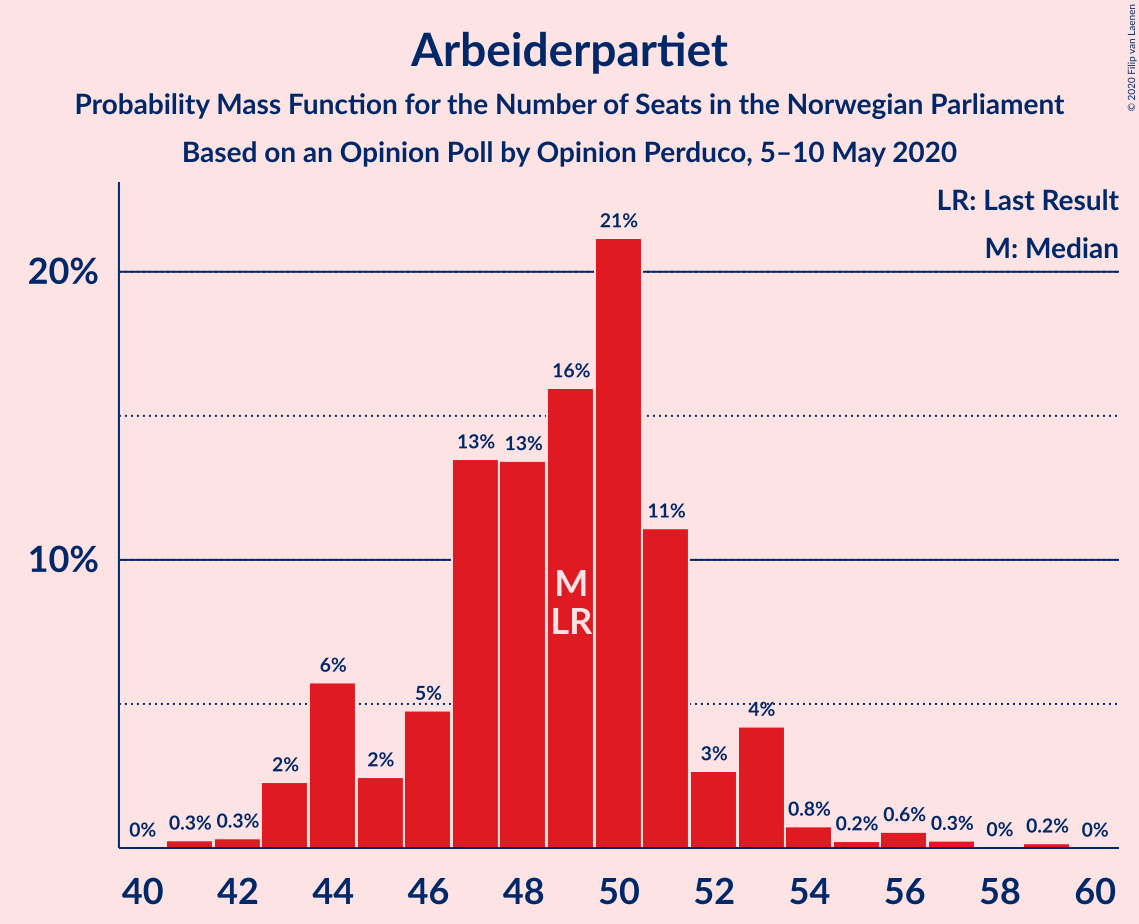 Arbeiderpartiet
Probability Mass Function for the Number of Seats in the Norwegian Parliament
Based on an Opinion Poll by Opinion Perduco, 5–10 May 2020
© 2020 Filip van Laenen
LR: Last Result
M: Median
20%
10%
0%
0.3%
0.3%
2%
6%
2%
5%
13%
13%
16%
21%
11%
3%
4%
0.8%
0.2%
0.6%
0.3%
0%
0.2%
0%
M
LR
40 42 44 46 48 50 52 54 56 58 60